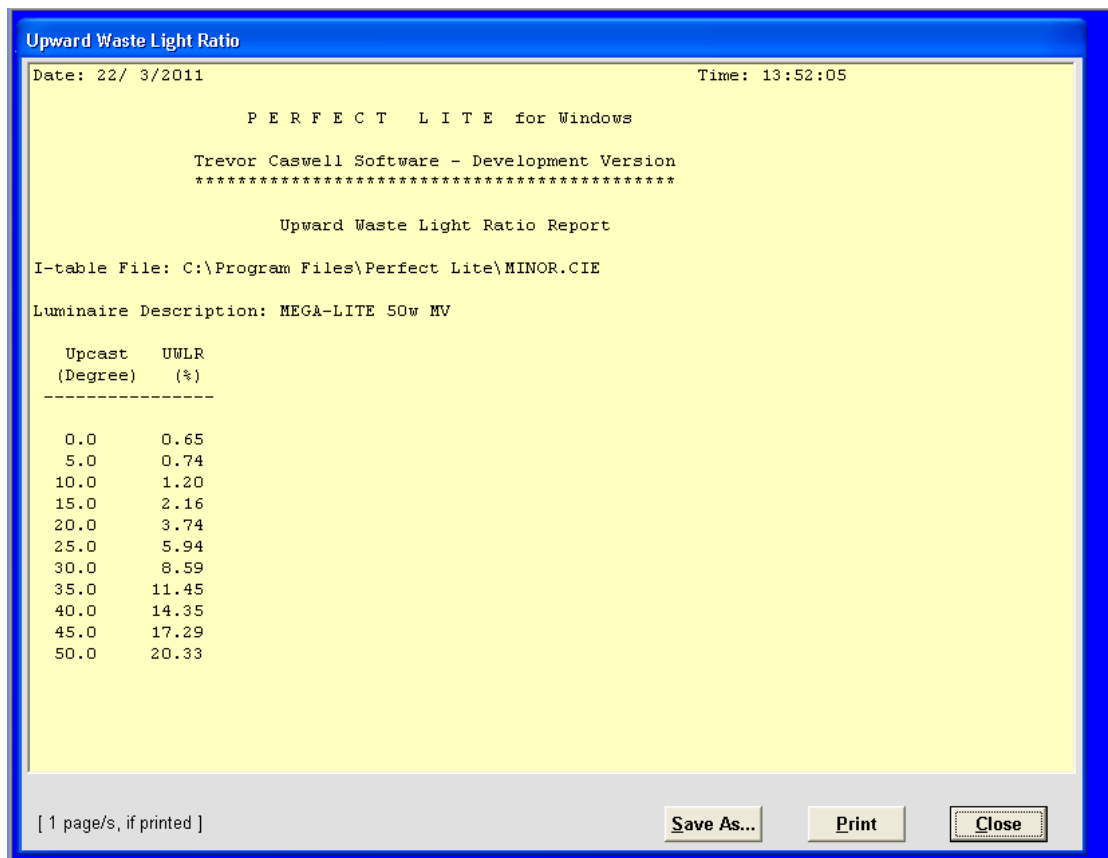 Upward Waste Light Ratio
Date: 22/ 3/2011 Time: 13:52:05
P E R F E C T L I T E for Windows
Trevor Caswell Software - Development Version
*********************************************
Upward Waste Light Ratio Report
I-table File: C:\Program Files\Perfect Lite\MINOR.CIE
Luminaire Description: MEGA-LITE 50w MV
Upcast UWLR
(Degree) (%)
----------------
0.0 0.65
5.0 0.74
10.0 1.20
15.0 2.16
20.0 3.74
25.0 5.94
30.0 8.59
35.0 11.45
40.0 14.35
45.0 17.29
50.0 20.33
[ 1 page/s, if printed ] Save As... Print Close